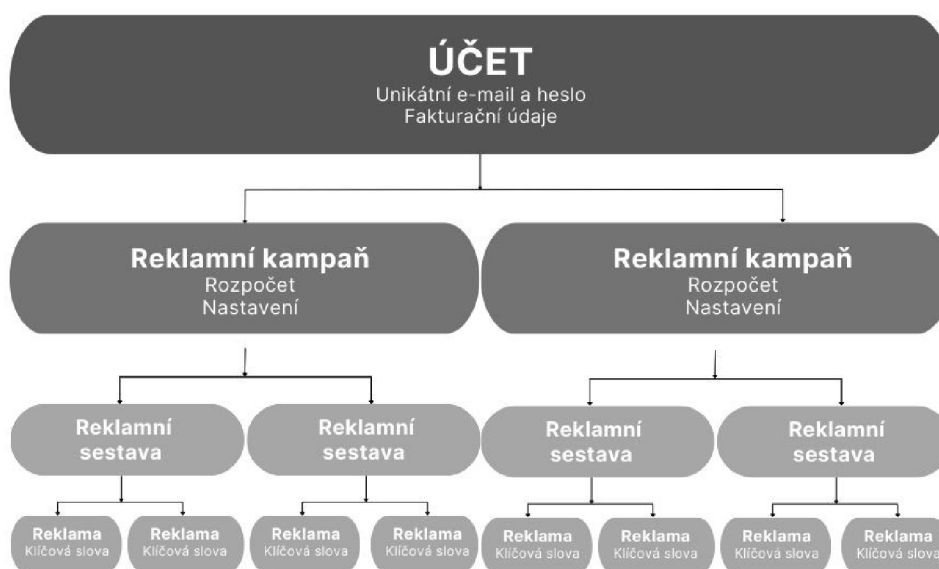 ÚČET
Unikátní e-mail a heslo
Fakturační údaje
Reklamní kampaň
Rozpočet
Nastavení
Reklamní kampaň
Rozpočet
Nastavení
Reklamní
sestava
Reklamní
sestava
Reklamní
sestava
Reklamní
sestava
Reklama
Klíčová slova
Reklama
Klíčová slova
Reklama
Klíčová slova
Reklama
Klíčová slova
Reklama
Klíčová slova
Reklama
Klíčová slova
Reklama
Klíčová slova
Reklama
Klíčová slova